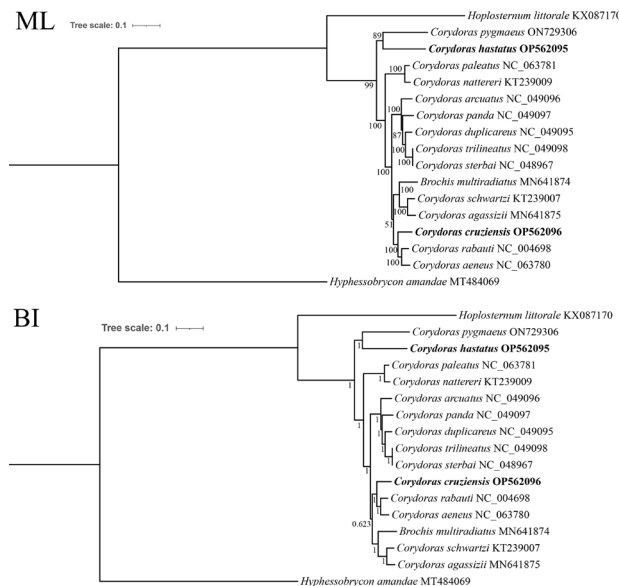 ML
Tree scale: 0.1
Hoplosternum littorale KX087170
89
Corydoras pygmaeus ON729306
Corydoras hastatus OP562095
99
100
Corydoras paleatus NC_063781
Corydoras nattereri KT239009
100
100
Corydoras arcuatus NC_049096
Corydoras panda NC_049097
87
Corydoras duplicareus NC_049095
100
Corydoras trilineatus NC_049098
100
Corydoras sterbai NC_048967
100
100
Brochis multiradiatus MN641874
Corydoras schwartzi KT239007
100
Corydoras agassizii MN641875
51
Corydoras cruziensis OP562096
100
Corydoras rabauti NC_004698
100
Corydoras aeneus NC_063780
Hyphessobrycon amandae MT484069
BI
Tree scale: 0.1
Hoplosternum littorale KX087170
Corydoras pygmaeus ON729306
1
Corydoras hastatus OP562095
1
Corydoras paleatus NC_063781
1
Corydoras nattereri KT239009
1
Corydoras arcuatus NC_049096
1
Corydoras panda NC_049097
1
Corydoras duplicareus NC_049095
1
Corydoras trilineatus NC_049098
1
Corydoras sterbai NC_048967
1
Corydoras cruziensis OP562096
1
Corydoras rabauti NC_004698
1
Corydoras aeneus NC_063780
0.623
Brochis multiradiatus MN641874
1
Corydoras schwartzi KT239007
1
Corydoras agassizii MN641875
Hyphessobrycon amandae MT484069